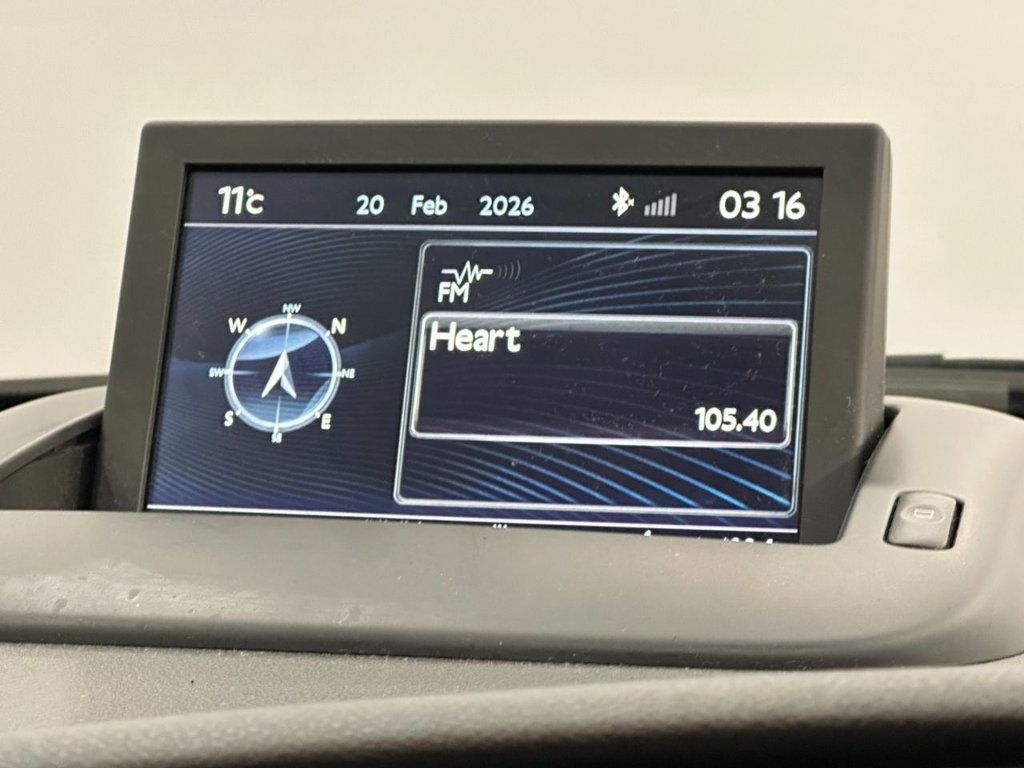 11°C 20 Feb 2026 03 16
FM
NW
W N
SW NE
S E
SE
Heart
105.40